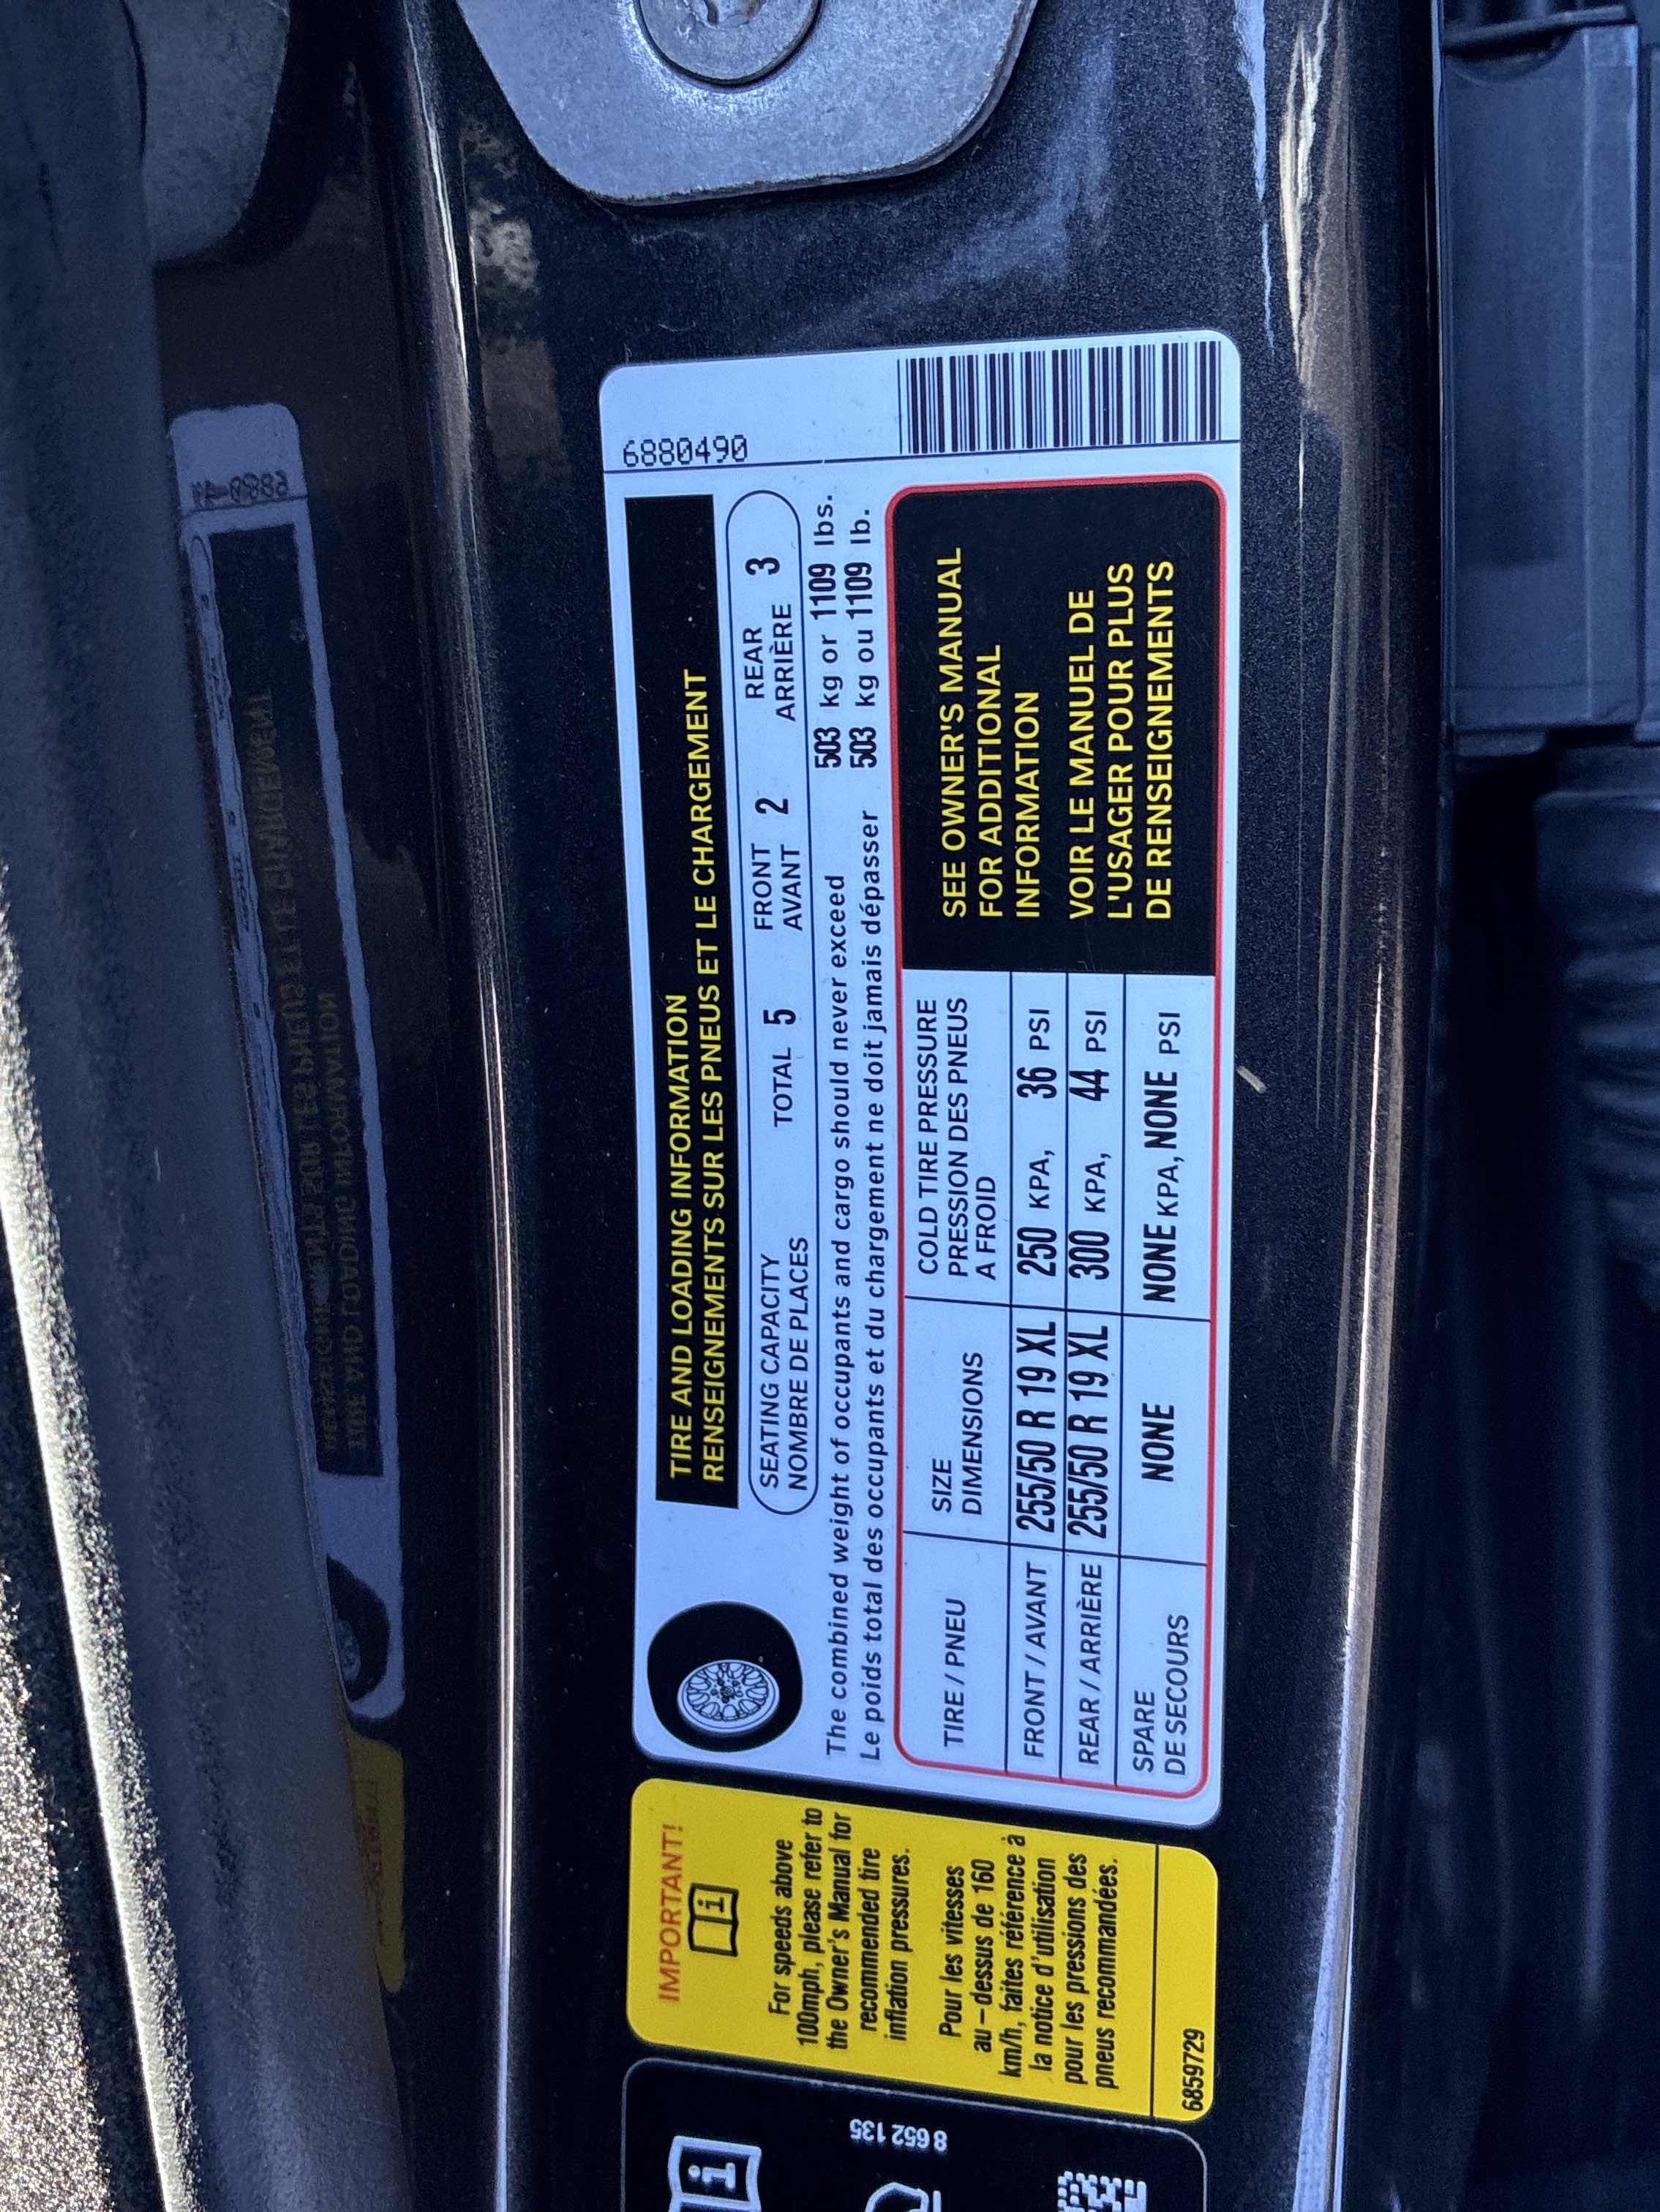 6880490
TIRE AND LOADING INFORMATION
RENSEIGNEMENTS SUR LES PNEUS ET LE CHARGEMENT
SEATING CAPACITY
NOMBRE DE PLACES
TOTAL 5
FRONT
AVANT 2
REAR
ARRIÈRE 3
The combined weight of occupants and cargo should never exceed 503 kg or 1109 lbs.
Le poids total des occupants et du chargement ne doit jamais dépasser 503 kg ou 1109 lb.
TIRE / PNEU
SIZE
DIMENSIONS
COLD TIRE PRESSURE
PRESSION DES PNEUS
A FROID
FRONT / AVANT 255/50 R 19 XL 250 KPA, 36 PSI
REAR / ARRIÈRE 255/50 R 19 XL 300 KPA, 44 PSI
SPARE
DE SECOURS
NONE NONE KPA, NONE PSI
SEE OWNER'S MANUAL
FOR ADDITIONAL
INFORMATION
VOIR LE MANUEL DE
L'USAGER POUR PLUS
DE RENSEIGNEMENTS
IMPORTANT!
i
For speeds above
100mph, please refer to
the Owner's Manual for
recommended tire
inflation pressures.
Pour les vitesses
au-dessus de 160
km/h, faites référence à
la notice d'utilisation
pour les pressions des
pneus recommandées.
6859729
i
8 652 135